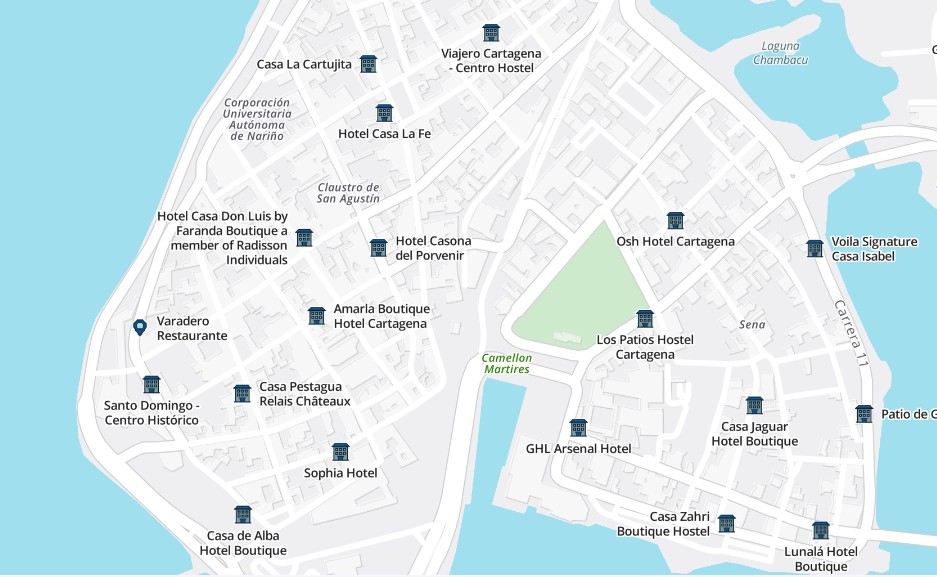 Laguna
Chambacu
Viajero Cartagena
- Centro Hostel
Casa La Cartujita
Corporación
Universitaria
Autónoma
de Nariño
Hotel Casa La Fe
Claustro de
San Agustín
Hotel Casa Don Luis by
Faranda Boutique a
member of Radisson
Individuals
Hotel Casona
del Porvenir
Osh Hotel Cartagena
Voila Signature
Casa Isabel
Amarla Boutique
Hotel Cartagena
Varadero
Restaurante
Los Patios Hostel
Cartagena
Sena
Carrera 11
Camellon
Martires
Casa Pestagua
Relais Châteaux
Santo Domingo -
Centro Histórico
Patio de G
Casa Jaguar
Hotel Boutique
GHL Arsenal Hotel
Sophia Hotel
Casa Zahri
Boutique Hostel
Casa de Alba
Hotel Boutique
Lunalá Hotel
Boutique